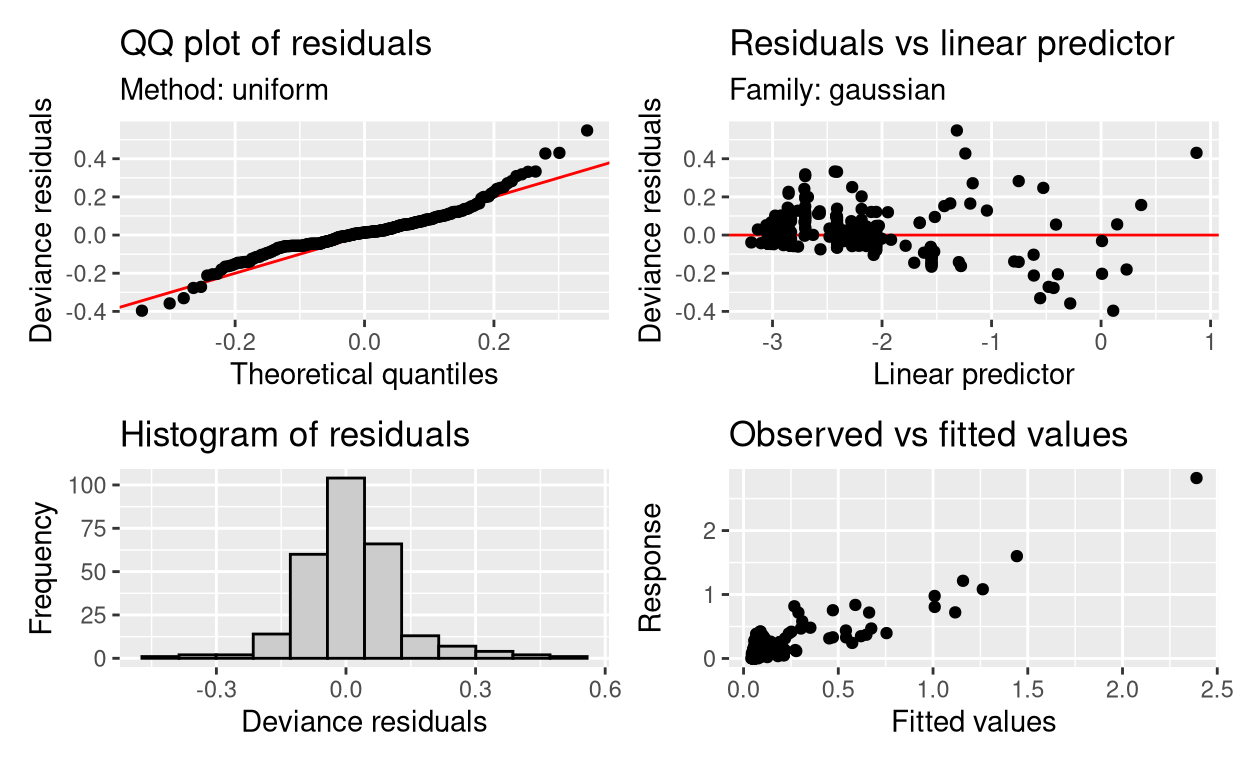 QQ plot of residuals
Method: uniform
Deviance residuals
0.4
0.2
0.0
-0.2
-0.4
-0.2
0.0
0.2
Theoretical quantiles
Residuals vs linear predictor
Family: gaussian
Deviance residuals
0.4
0.2
0.0
-0.2
-0.4
-3
-2
-1
0
1
Linear predictor
Histogram of residuals
Frequency
100
75
50
25
0
-0.3
0.0
0.3
0.6
Deviance residuals
Observed vs fitted values
Response
2
1
0
0.0
0.5
1.0
1.5
2.0
2.5
Fitted values